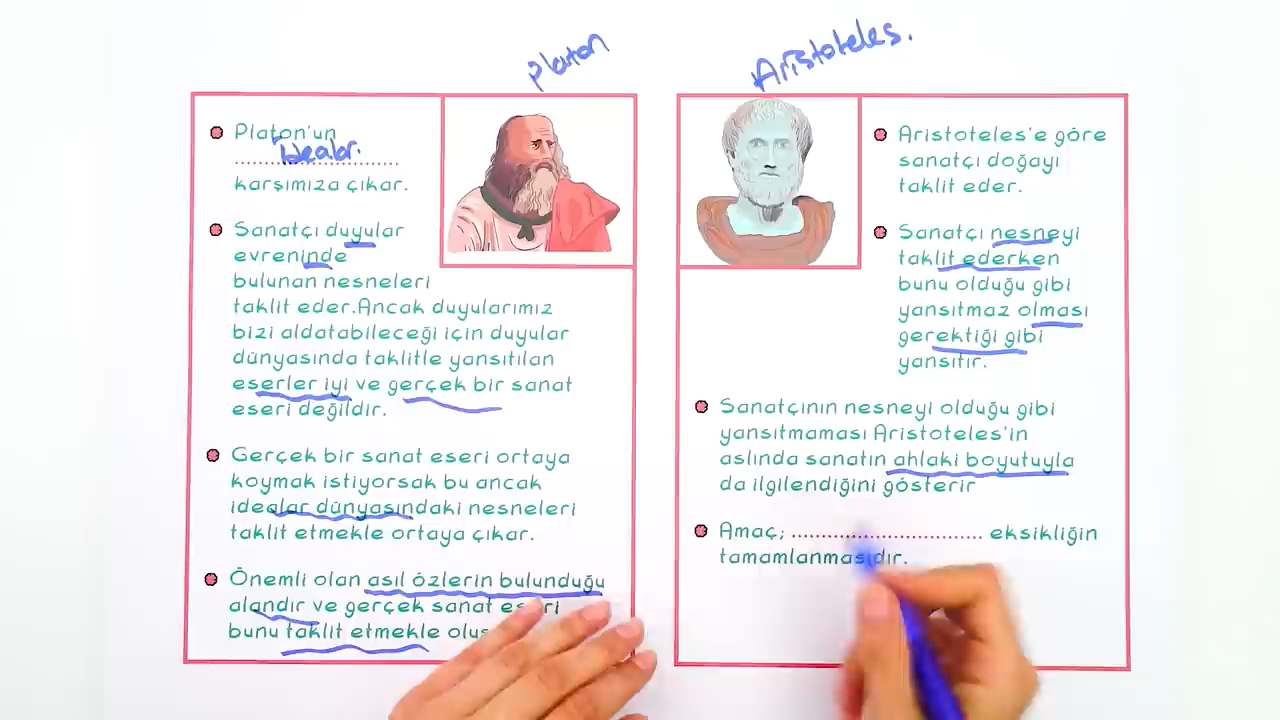 Platon
Aristoteles.
Platon'un
İdealar.
karşımıza çıkar.
Sanatçı duyular
evreninde
bulunan nesneleri
taklit eder.Ancak duyularımız
bizi aldatabileceği için duyular
dünyasında taklitle yansıtılan
eserler iyi ve gerçek bir sanat
eseri değildir.
Gerçek bir sanat eseri ortaya
koymak istiyorsak bu ancak
idealar dünyasındaki nesneleri
taklit etmekle ortaya çıkar.
Önemli olan asıl özlerin bulunduğu
alandır ve gerçek sanat
bunu taklit etmekle
Aristoteles'e göre
sanatçı doğayı
taklit eder.
Sanatçı nesneyi
taklit ederken
bunu olduğu gibi
yansıtmaz olması
gerektiği gibi
yansıtır.
Sanatçının nesneyi olduğu gibi
yansıtmaması Aristoteles'in
aslında sanatın ahlaki boyutuyla
da ilgilendiğini gösterir
Amaç; .............................. eksikliğin
tamamlanmasıdır.